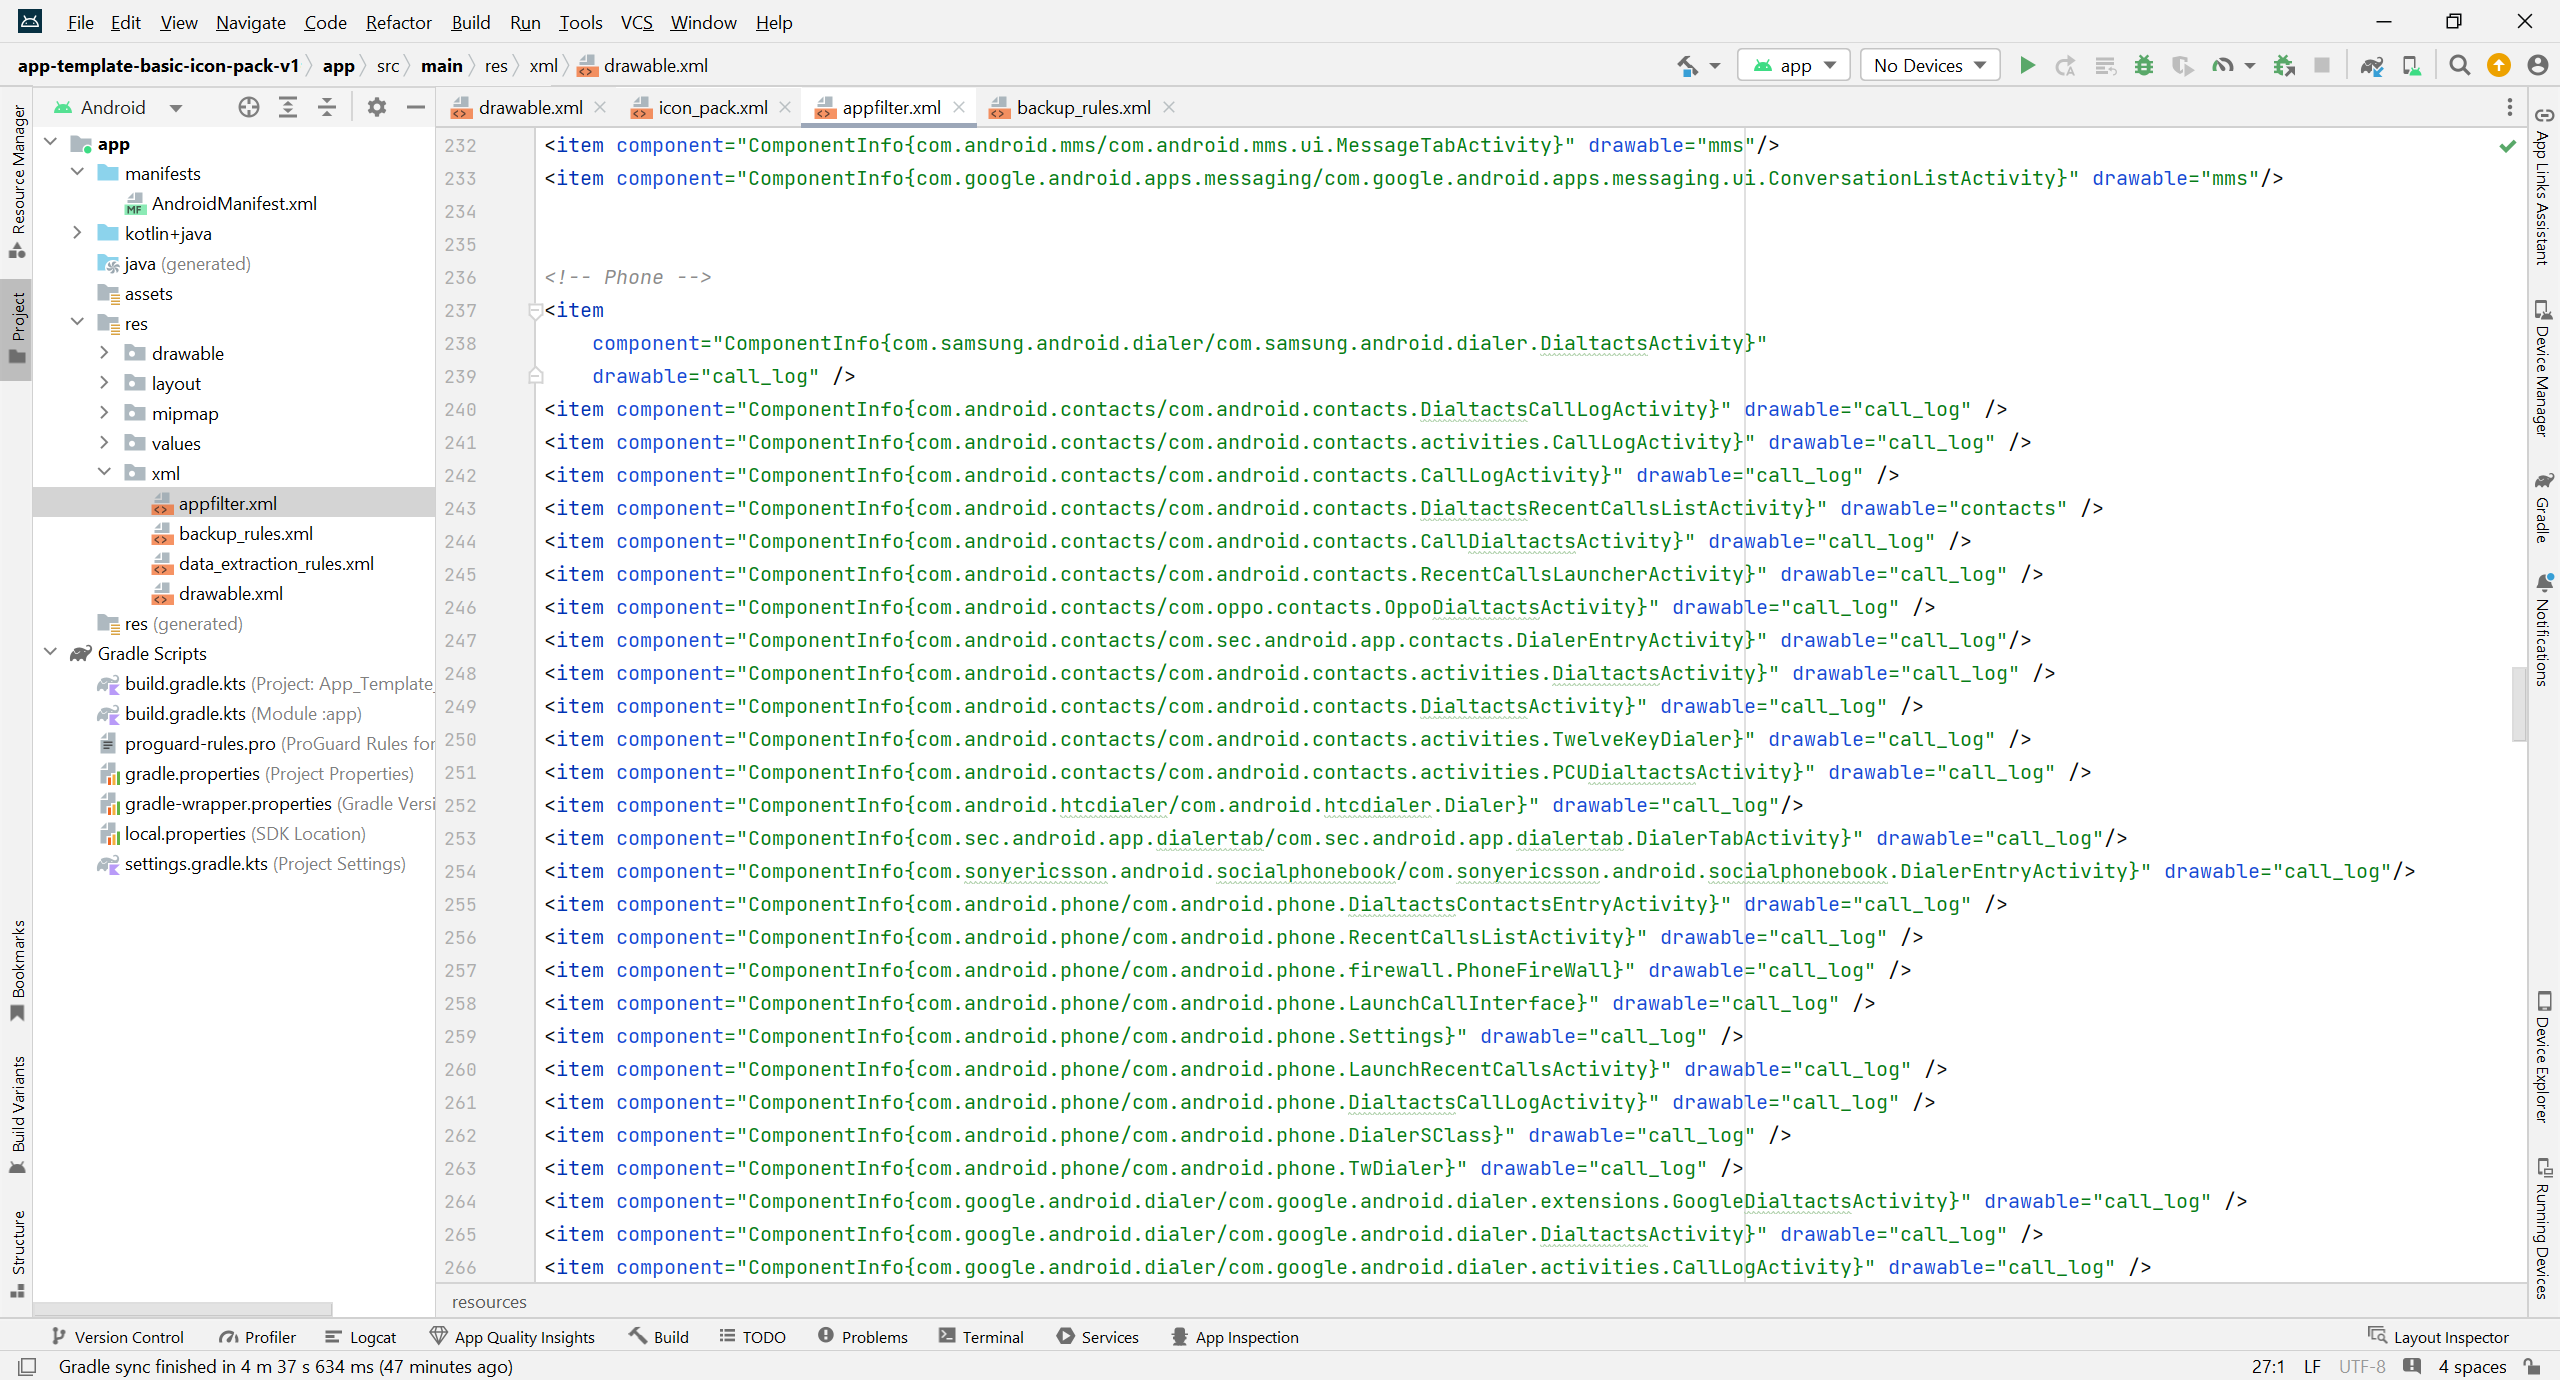 File Edit View Navigate Code Refactor Build Run Tools VCS Window Help
app-template-basic-icon-pack-v1 app src main res xml drawable.xml
app No Devices
Android
drawable.xml icon_pack.xml appfilter.xml backup_rules.xml
Resource Manager
Project
Bookmarks
Build Variants
Structure
app
manifests
AndroidManifest.xml
kotlin+java
java (generated)
assets
res
drawable
layout
mipmap
values
xml
appfilter.xml
backup_rules.xml
data_extraction_rules.xml
drawable.xml
res (generated)
Gradle Scripts
build.gradle.kts (Project: App_Template_
build.gradle.kts (Module :app)
proguard-rules.pro (ProGuard Rules for
gradle.properties (Project Properties)
gradle-wrapper.properties (Gradle Versi
local.properties (SDK Location)
settings.gradle.kts (Project Settings)
232 <item component="ComponentInfo{com.android.mms/com.android.mms.ui.MessageTabActivity}" drawable="mms"/>
233 <item component="ComponentInfo{com.google.android.apps.messaging/com.google.android.apps.messaging.ui.ConversationListActivity}" drawable="mms"/>
234
235
236 <!-- Phone -->
237 <item
238 component="ComponentInfo{com.samsung.android.dialer/com.samsung.android.dialer.DialtactsActivity}"
239 drawable="call_log" />
240 <item component="ComponentInfo{com.android.contacts/com.android.contacts.DialtactsCallLogActivity}" drawable="call_log" />
241 <item component="ComponentInfo{com.android.contacts/com.android.contacts.activities.CallLogActivity}" drawable="call_log" />
242 <item component="ComponentInfo{com.android.contacts/com.android.contacts.CallLogActivity}" drawable="call_log" />
243 <item component="ComponentInfo{com.android.contacts/com.android.contacts.DialtactsRecentCallsListActivity}" drawable="contacts" />
244 <item component="ComponentInfo{com.android.contacts/com.android.contacts.CallDialtactsActivity}" drawable="call_log" />
245 <item component="ComponentInfo{com.android.contacts/com.android.contacts.RecentCallsLauncherActivity}" drawable="call_log" />
246 <item component="ComponentInfo{com.android.contacts/com.oppo.contacts.OppoDialtactsActivity}" drawable="call_log" />
247 <item component="ComponentInfo{com.android.contacts/com.sec.android.app.contacts.DialerEntryActivity}" drawable="call_log"/>
248 <item component="ComponentInfo{com.android.contacts/com.android.contacts.activities.DialtactsActivity}" drawable="call_log" />
249 <item component="ComponentInfo{com.android.contacts/com.android.contacts.DialtactsActivity}" drawable="call_log" />
250 <item component="ComponentInfo{com.android.contacts/com.android.contacts.activities.TwelveKeyDialer}" drawable="call_log" />
251 <item component="ComponentInfo{com.android.contacts/com.android.contacts.activities.PCUDialtactsActivity}" drawable="call_log" />
252 <item component="ComponentInfo{com.android.htcdialer/com.android.htcdialer.Dialer}" drawable="call_log"/>
253 <item component="ComponentInfo{com.sec.android.app.dialertab/com.sec.android.app.dialertab.DialerTabActivity}" drawable="call_log"/>
254 <item component="ComponentInfo{com.sonyericsson.android.socialphonebook/com.sonyericsson.android.socialphonebook.DialerEntryActivity}" drawable="call_log"/>
255 <item component="ComponentInfo{com.android.phone/com.android.phone.DialtactsContactsEntryActivity}" drawable="call_log" />
256 <item component="ComponentInfo{com.android.phone/com.android.phone.RecentCallsListActivity}" drawable="call_log" />
257 <item component="ComponentInfo{com.android.phone/com.android.phone.firewall.PhoneFireWall}" drawable="call_log" />
258 <item component="ComponentInfo{com.android.phone/com.android.phone.LaunchCallInterface}" drawable="call_log" />
259 <item component="ComponentInfo{com.android.phone/com.android.phone.Settings}" drawable="call_log" />
260 <item component="ComponentInfo{com.android.phone/com.android.phone.LaunchRecentCallsActivity}" drawable="call_log" />
261 <item component="ComponentInfo{com.android.phone/com.android.phone.DialtactsCallLogActivity}" drawable="call_log" />
262 <item component="ComponentInfo{com.android.phone/com.android.phone.DialerSClass}" drawable="call_log" />
263 <item component="ComponentInfo{com.android.phone/com.android.phone.TwDialer}" drawable="call_log" />
264 <item component="ComponentInfo{com.google.android.dialer/com.google.android.dialer.extensions.GoogleDialtactsActivity}" drawable="call_log" />
265 <item component="ComponentInfo{com.google.android.dialer/com.google.android.dialer.DialtactsActivity}" drawable="call_log" />
266 <item component="ComponentInfo{com.google.android.dialer/com.google.android.dialer.activities.CallLogActivity}" drawable="call_log" />
resources
App Links Assistant
Device Manager
Gradle
Notifications
Device Explorer
Running Devices
Version Control Profiler Logcat App Quality Insights Build TODO Problems Terminal Services App Inspection Layout Inspector
Gradle sync finished in 4 m 37 s 634 ms (47 minutes ago) 27:1 LF UTF-8 4 spaces